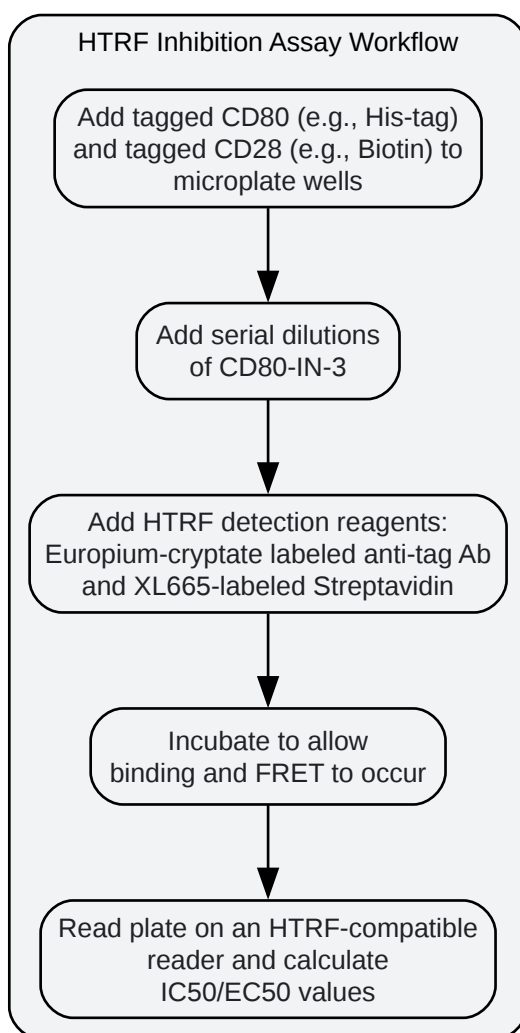 HTRF Inhibition Assay Workflow
Add tagged CD80 (e.g., His-tag)
and tagged CD28 (e.g., Biotin) to
microplate wells
Add serial dilutions
of CD80-IN-3
Add HTRF detection reagents:
Europium-cryptate labeled anti-tag Ab
and XL665-labeled Streptavidin
Incubate to allow
binding and FRET to occur
Read plate on an HTRF-compatible
reader and calculate
IC50/EC50 values